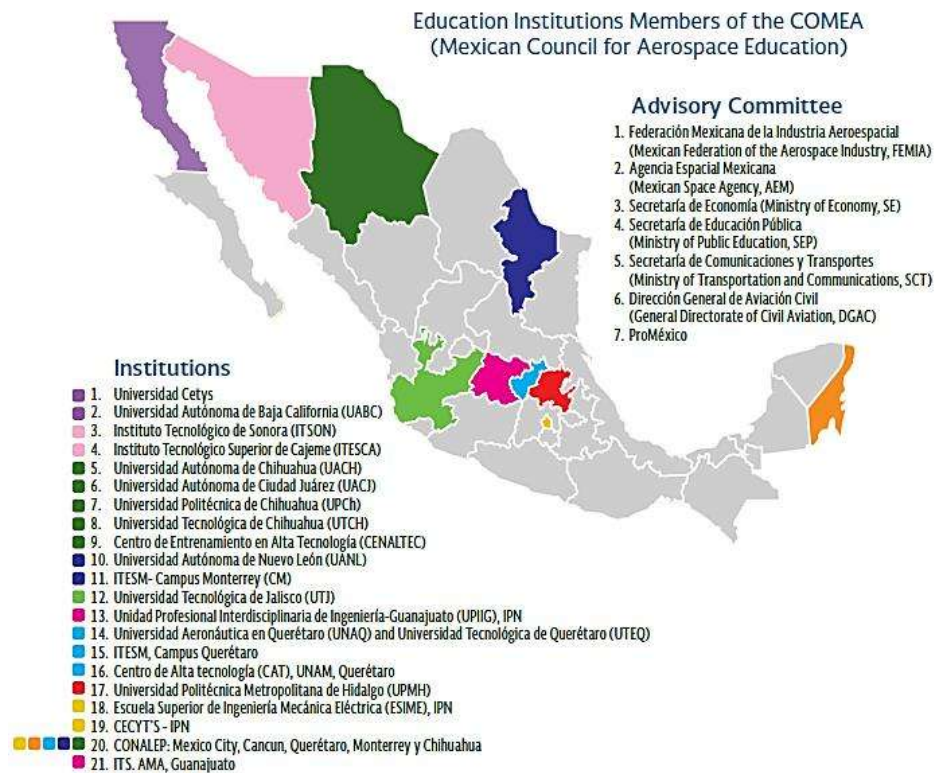 Education Institutions Members of the COMEA
(Mexican Council for Aerospace Education)
Advisory Committee
1. Federación Mexicana de la Industria Aeroespacial
(Mexican Federation of the Aerospace Industry, FEMIA)
2. Agencia Espacial Mexicana
(Mexican Space Agency, AEM)
3. Secretaría de Economía (Ministry of Economy, SE)
4. Secretaría de Educación Pública
(Ministry of Public Education, SEP)
5. Secretaría de Comunicaciones y Transportes
(Ministry of Transportation and Communications, SCT)
6. Dirección General de Aviación Civil
(General Directorate of Civil Aviation, DGAC)
7. ProMéxico
Institutions
1. Universidad Cetys
2. Universidad Autónoma de Baja California (UABC)
3. Instituto Tecnológico de Sonora (ITSON)
4. Instituto Tecnológico Superior de Cajeme (ITESCA)
5. Universidad Autónoma de Chihuahua (UACH)
6. Universidad Autónoma de Ciudad Juárez (UACJ)
7. Universidad Politécnica de Chihuahua (UPCh)
8. Universidad Tecnológica de Chihuahua (UTCH)
9. Centro de Entrenamiento en Alta Tecnología (CENALTEC)
10. Universidad Autónoma de Nuevo León (UANL)
11. ITESM- Campus Monterrey (CM)
12. Universidad Tecnológica de Jalisco (UTJ)
13. Unidad Profesional Interdisciplinaria de Ingeniería-Guanajuato (UPIIG), IPN
14. Universidad Aeronáutica en Querétaro (UNAQ) and Universidad Tecnológica de Querétaro (UTEQ)
15. ITESM, Campus Querétaro
16. Centro de Alta tecnología (CAT), UNAM, Querétaro
17. Universidad Politécnica Metropolitana de Hidalgo (UPMH)
18. Escuela Superior de Ingeniería Mecánica Eléctrica (ESIME), IPN
19. CECYT'S - IPN
20. CONALEP: Mexico City, Cancun, Querétaro, Monterrey y Chihuahua
21. ITS. AMA, Guanajuato